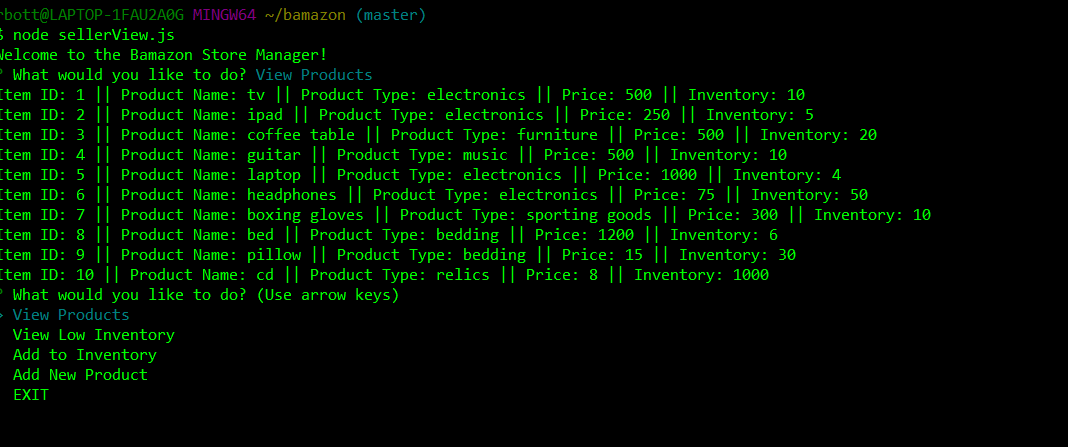 rbott@LAPTOP-1FAU2A0G MINGW64 ~/bamazon (master)
$ node sellerView.js
Welcome to the Bamazon Store Manager!
? What would you like to do? View Products
Item ID: 1 || Product Name: tv || Product Type: electronics || Price: 500 || Inventory: 10
Item ID: 2 || Product Name: ipad || Product Type: electronics || Price: 250 || Inventory: 5
Item ID: 3 || Product Name: coffee table || Product Type: furniture || Price: 500 || Inventory: 20
Item ID: 4 || Product Name: guitar || Product Type: music || Price: 500 || Inventory: 10
Item ID: 5 || Product Name: laptop || Product Type: electronics || Price: 1000 || Inventory: 4
Item ID: 6 || Product Name: headphones || Product Type: electronics || Price: 75 || Inventory: 50
Item ID: 7 || Product Name: boxing gloves || Product Type: sporting goods || Price: 300 || Inventory: 10
Item ID: 8 || Product Name: bed || Product Type: bedding || Price: 1200 || Inventory: 6
Item ID: 9 || Product Name: pillow || Product Type: bedding || Price: 15 || Inventory: 30
Item ID: 10 || Product Name: cd || Product Type: relics || Price: 8 || Inventory: 1000
? What would you like to do? (Use arrow keys)
> View Products
View Low Inventory
Add to Inventory
Add New Product
EXIT